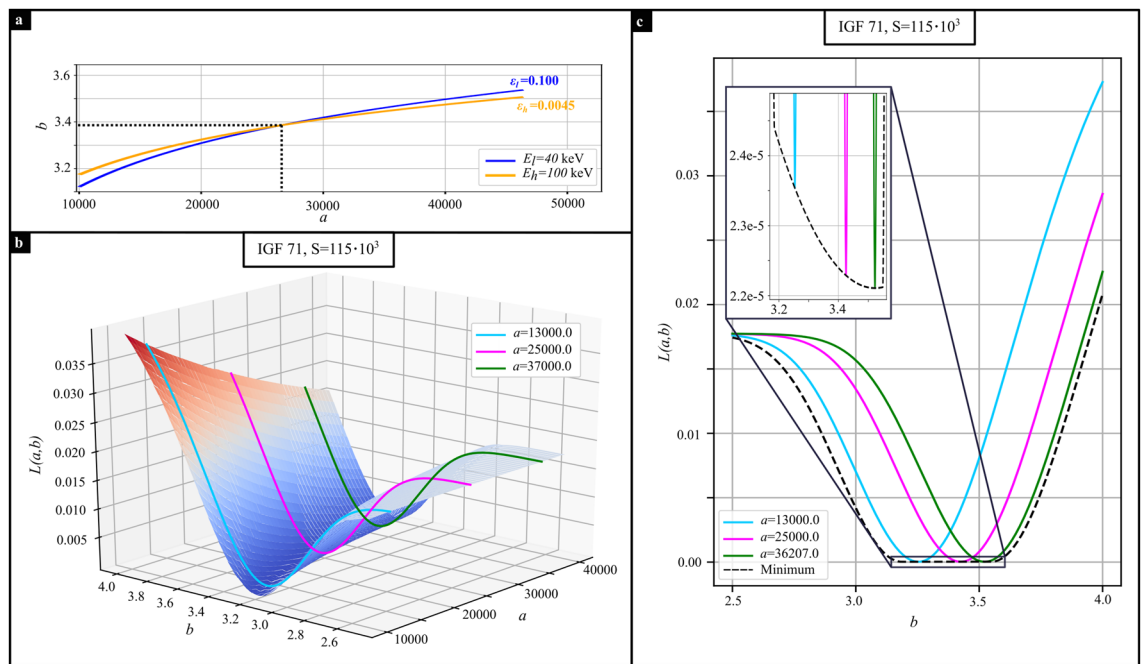 a
3.6
3.4
3.2
b
10000
20000
30000
40000
50000
a
εl=0.100
εh=0.0045
El=40 keV
Eh=100 keV
b
IGF 71, S=115·10³
a=13000.0
a=25000.0
a=37000.0
L(a,b)
0.035
0.030
0.025
0.020
0.015
0.010
0.005
4.0
3.8
3.6
3.4
3.2
3.0
2.8
2.6
b
10000
20000
30000
40000
a
c
IGF 71, S=115·10³
L(a,b)
0.03
0.02
0.01
0.00
2.4e-5
2.3e-5
2.2e-5
3.2
3.4
a=13000.0
a=25000.0
a=36207.0
Minimum
2.5
3.0
3.5
4.0
b